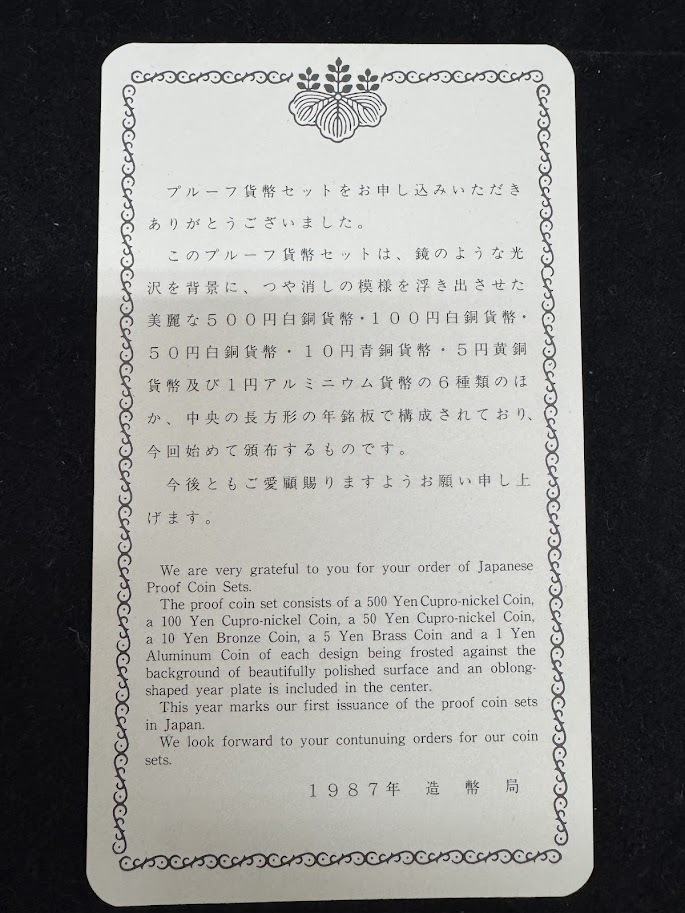 プルーフ貨幣セットをお申し込みいただき
ありがとうございました。
このプルーフ貨幣セットは、鏡のような光
沢を背景に、つや消しの模様を浮き出させた
美麗な５００円白銅貨幣・１００円白銅貨幣・
５０円白銅貨幣・１０円青銅貨幣・５円黄銅
貨幣及び１円アルミニウム貨幣の６種類のほ
か、中央の長方形の年銘板で構成されており、
今回始めて頒布するものです。
今後ともご愛顧賜りますようお願い申し上
げます。
We are very grateful to you for your order of Japanese
Proof Coin Sets.
The proof coin set consists of a 500 Yen Cupro-nickel Coin,
a 100 Yen Cupro-nickel Coin, a 50 Yen Cupro-nickel Coin,
a 10 Yen Bronze Coin, a 5 Yen Brass Coin and a 1 Yen
Aluminum Coin of each design being frosted against the
background of beautifully polished surface and an oblong-
shaped year plate is included in the center.
This year marks our first issuance of the proof coin sets
in Japan.
We look forward to your contunuing orders for our coin
sets.
１９８７年 造幣局